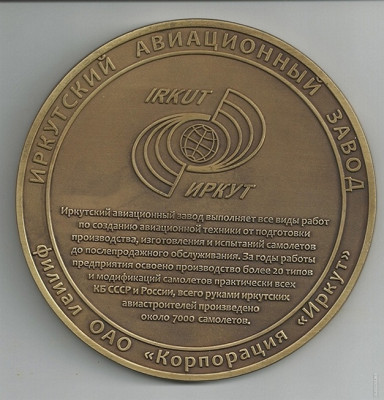 ИРКУТСКИЙ АВИАЦИОННЫЙ ЗАВОД
IRKUT
ИРКУТ
Иркутский авиационный завод выполняет все виды работ
по созданию авиационной техники от подготовки
производства, изготовления и испытаний самолетов
до послепродажного обслуживания. За годы работы
предприятия освоено производство более 20 типов
и модификаций самолетов практически всех
КБ СССР и России, всего руками иркутских
авиастроителей произведено
около 7000 самолетов.
филиал ОАО «Корпорация «Иркут»